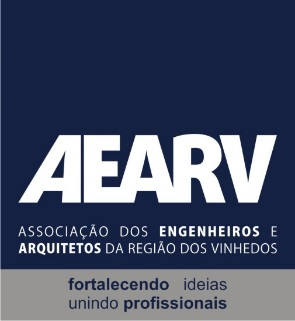 AEARV
ASSOCIAÇÃO DOS ENGENHEIROS E
ARQUITETOS DA REGIÃO DOS VINHEDOS
fortalecendo ideias
unindo profissionais